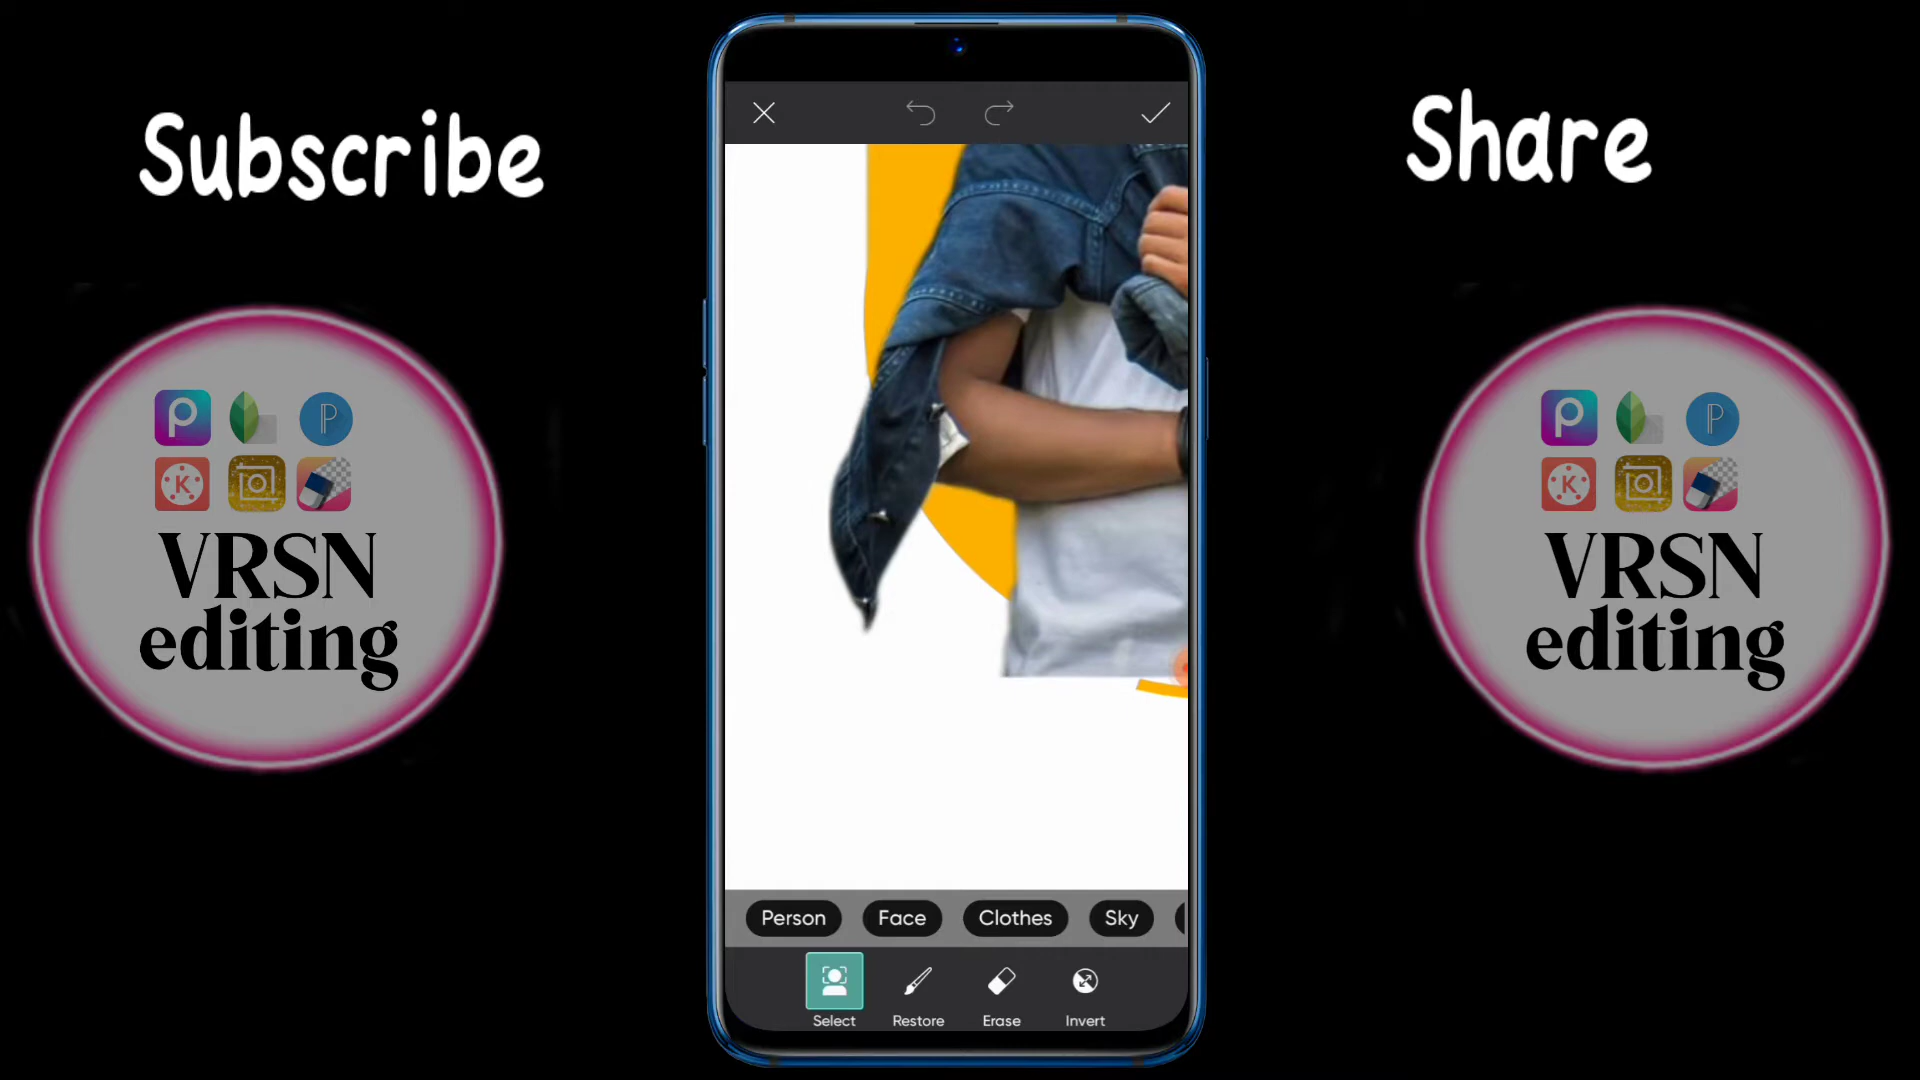 Subscribe
Share
P
K
VRSN
editing
Person
Face
Clothes
Sky
Select
Restore
Erase
Invert
P
K
VRSN
editing